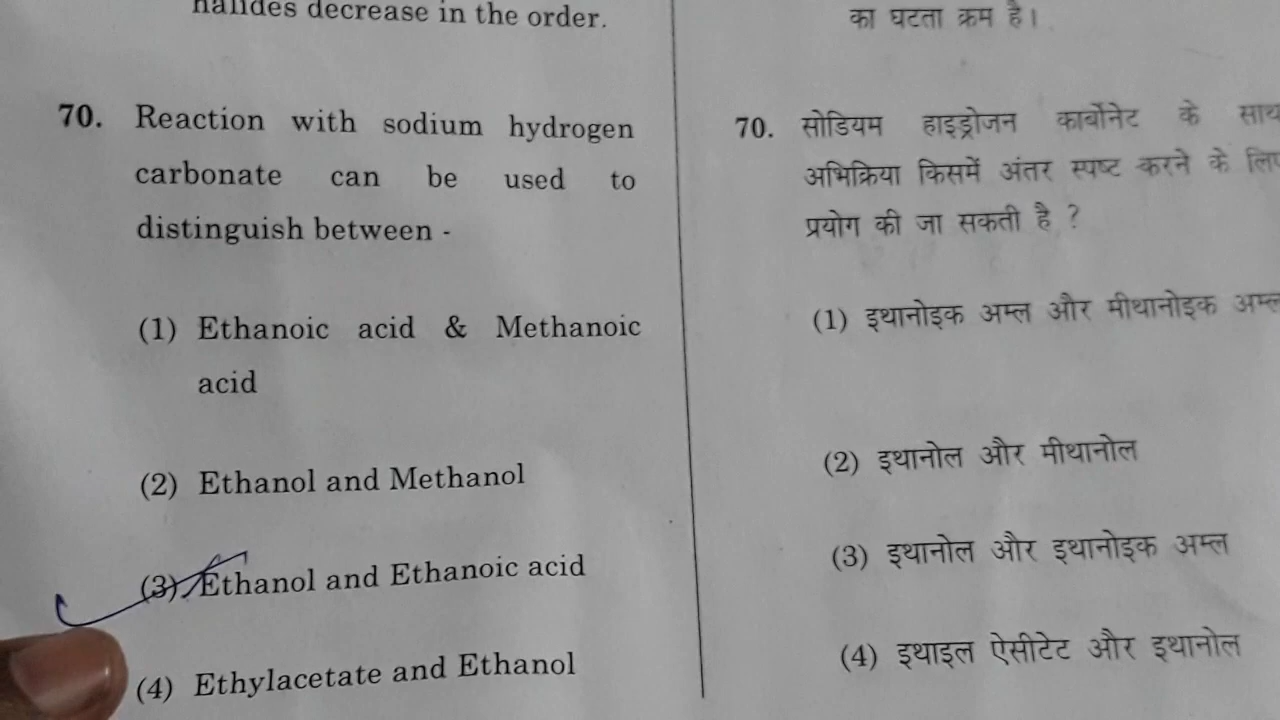 halides decrease in the order.
70. Reaction with sodium hydrogen
carbonate can be used to
distinguish between -
(1) Ethanoic acid & Methanoic
acid
(2) Ethanol and Methanol
(3) Ethanol and Ethanoic acid
(4) Ethylacetate and Ethanol
का घटता क्रम है।
70. सोडियम हाइड्रोजन कार्बोनेट के
अभिक्रिया किसमें अंतर स्पष्ट करने के
प्रयोग की जा सकती है ?
(1) इथानोइक अम्ल और मीथानोइक
(2) इथानोल और मीथानोल
(3) इथानोल और इथानोइक अम्ल
(4) इथाइल ऐसीटेट और इथानोल